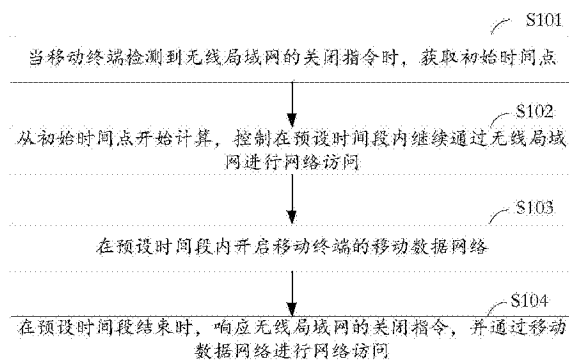 S101
当移动终端检测到无线局域网的关闭指令时，获取初始时间点
S102
从初始时间点开始计算，控制在预设时间段内继续通过无线局域
网进行网络访问
S103
在预设时间段内开启移动终端的移动数据网络
S104
在预设时间段结束时，响应无线局域网的关闭指令，并通过移动
数据网络进行网络访问